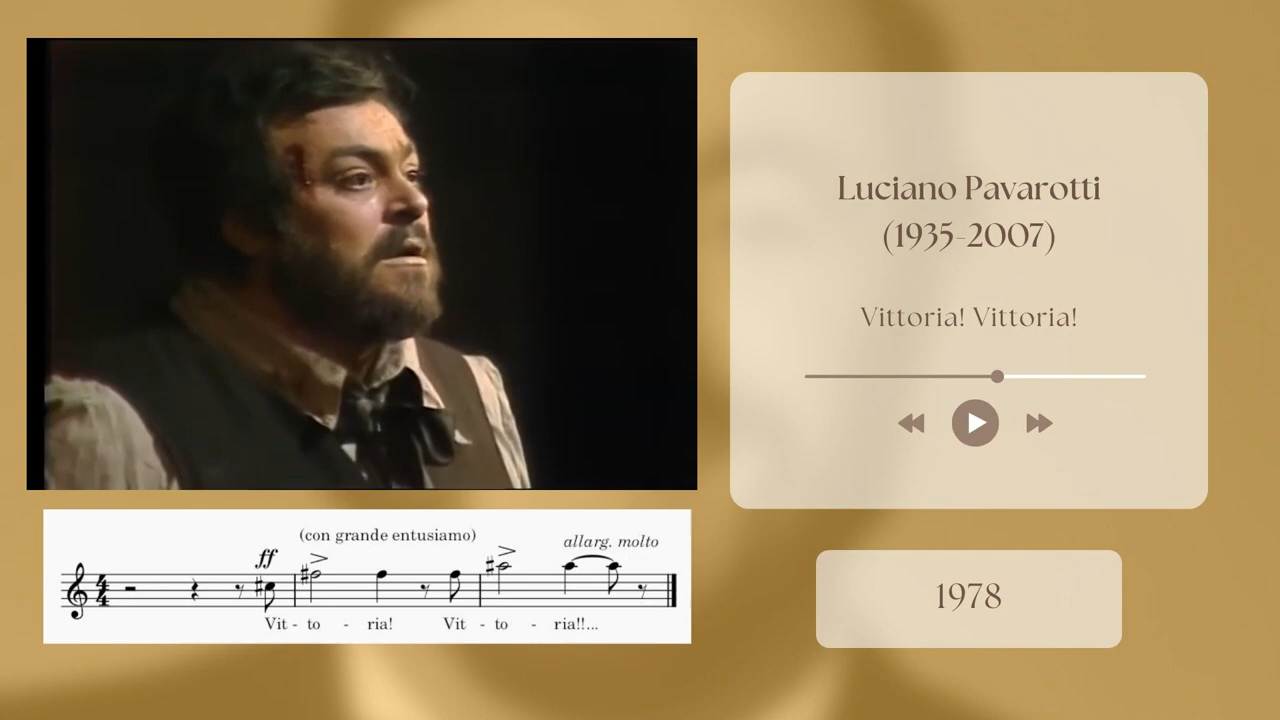 Luciano Pavarotti
(1935-2007)
Vittoria! Vittoria!
1978
(con grande entusiamo)
ff
allarg. molto
Vit - to - ria! Vit - to - ria!!...